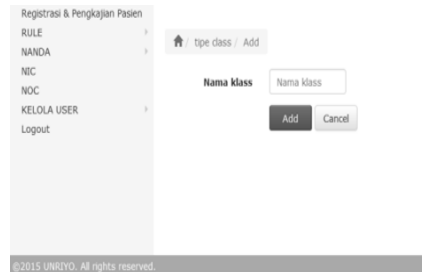 Registrasi & Pengkajian Pasien
RULE
NANDA
NIC
NOC
KELOLA USER
Logout
/ tipe class / Add
Nama klass
Nama klass
Add Cancel
©2015 UNRIYO. All rights reserved.